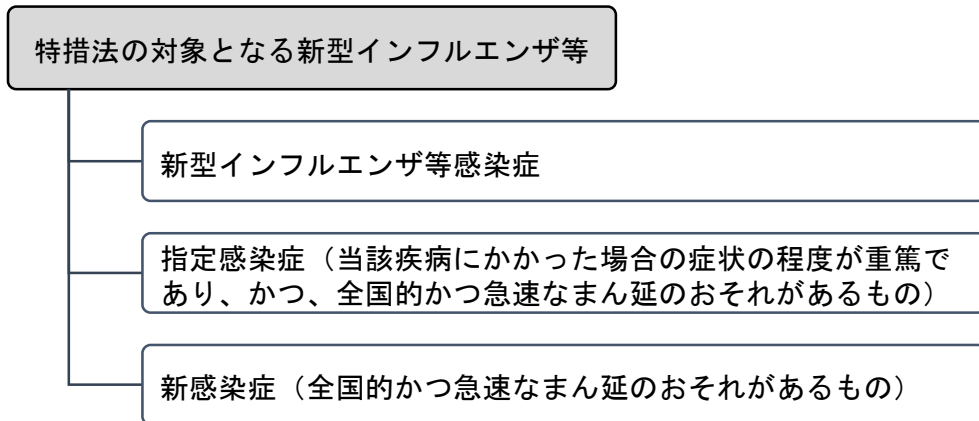 特措法の対象となる新型インフルエンザ等
新型インフルエンザ等感染症
指定感染症（当該疾病にかかった場合の症状の程度が重篤で
あり、かつ、全国的かつ急速なまん延のおそれがあるもの）
新感染症（全国的かつ急速なまん延のおそれがあるもの）